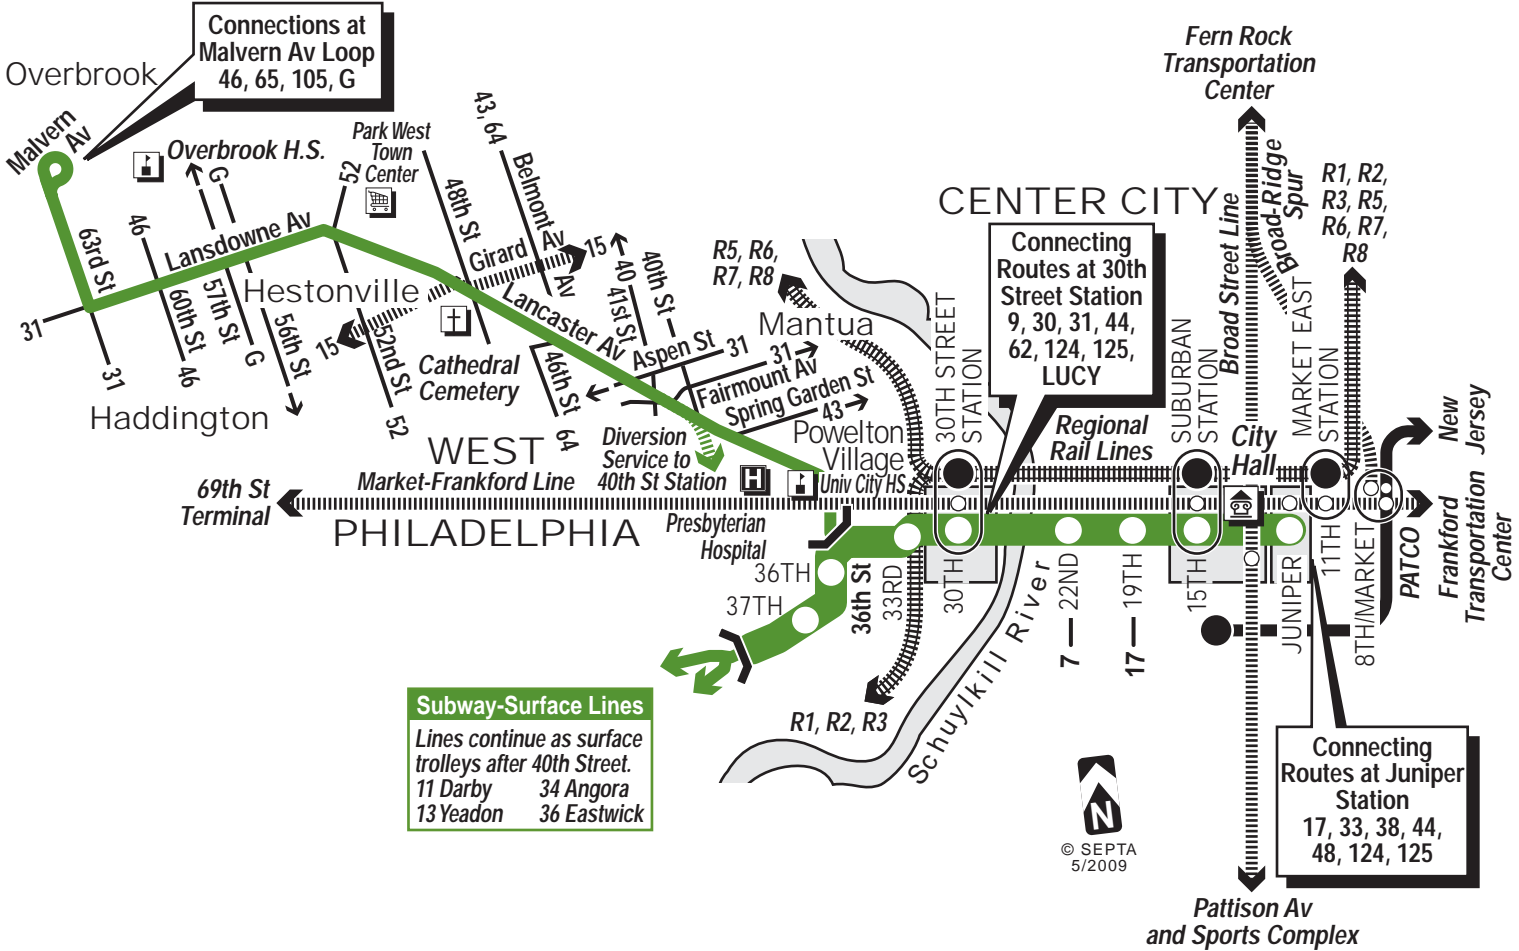 Connections at
Malvern Av Loop
46, 65, 105, G
Overbrook
Malvern
Av
Overbrook H.S.
G
52
Park West
Town
Center
43, 64
Belmont
Av
48th St
Girard
Av
15
63rd St
46
Lansdowne Av
60th St
57th St
56th St
Hestonville
15
52nd St
Lancaster Av
40
41st St
40th St
Aspen St
31
31
Fairmount Av
Spring Garden St
43
31
31
46
G
52
Haddington
Cathedral
Cemetery
46th St
64
WEST
PHILADELPHIA
Market-Frankford Line
69th St
Terminal
Diversion
Service to
40th St Station
H
Presbyterian
Hospital
Powelton
Village
Univ City HS
Mantua
R5, R6,
R7, R8
CENTER CITY
Connecting
Routes at 30th
Street Station
9, 30, 31, 44,
62, 124, 125,
LUCY
30TH STREET
STATION
Regional
Rail Lines
SUBURBAN
STATION
City
Hall
Broad Street Line
Broad-Ridge
Spur
Fern Rock
Transportation
Center
R1, R2,
R3, R5,
R6, R7,
R8
MARKET EAST
STATION
New
Jersey
Frankford
Transportation
Center
PATCO
36TH
37TH
36th St
33RD
30TH
22ND
19TH
15TH
JUNIPER
11TH
8TH/MARKET
7
17
R1, R2, R3
Schuylkill River
Subway-Surface Lines
Lines continue as surface
trolleys after 40th Street.
11 Darby 34 Angora
13 Yeadon 36 Eastwick
N
© SEPTA
5/2009
Connecting
Routes at Juniper
Station
17, 33, 38, 44,
48, 124, 125
Pattison Av
and Sports Complex